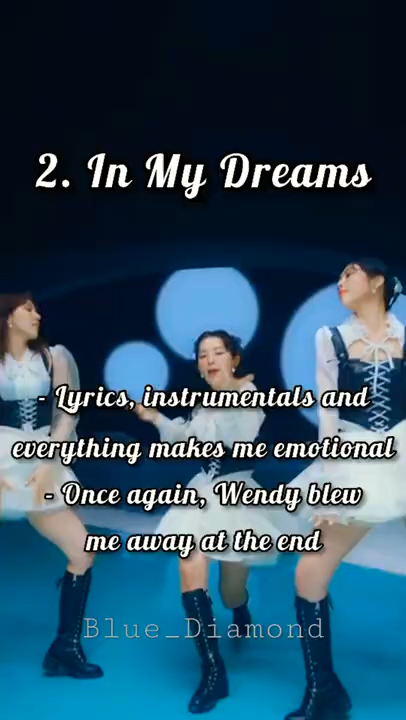 2. In My Dreams
- Lyrics, instrumentals and
everything makes me emotional
- Once again, Wendy blew
me away at the end
Blue_Diamond